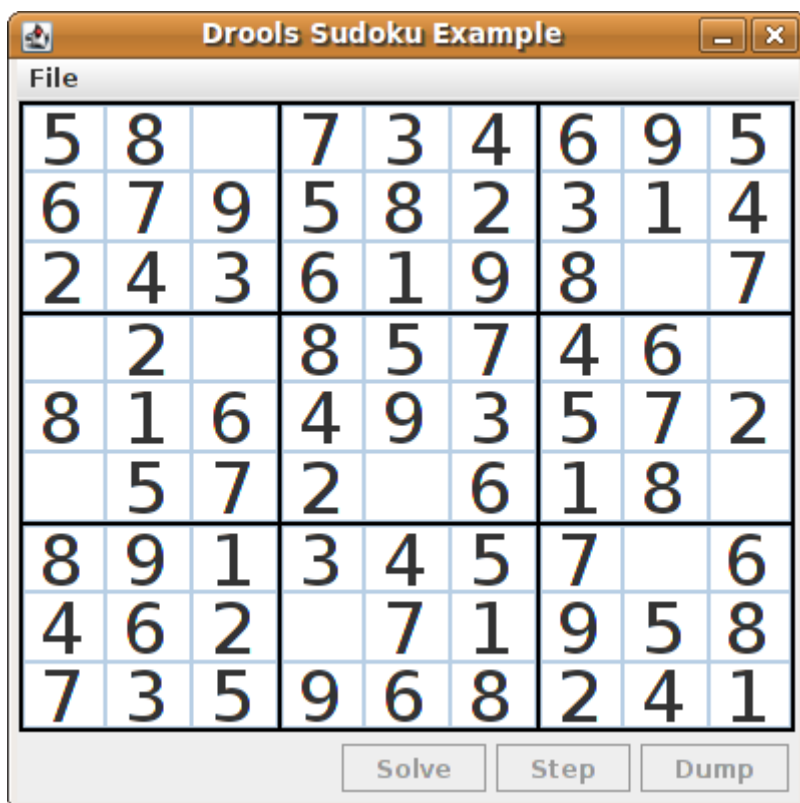 Drools Sudoku Example
File
5 8 7 3 4 6 9 5
6 7 9 5 8 2 3 1 4
2 4 3 6 1 9 8 7
2 8 5 7 4 6
8 1 6 4 9 3 5 7 2
5 7 2 6 1 8
8 9 1 3 4 5 7 6
4 6 2 7 1 9 5 8
7 3 5 9 6 8 2 4 1
Solve Step Dump